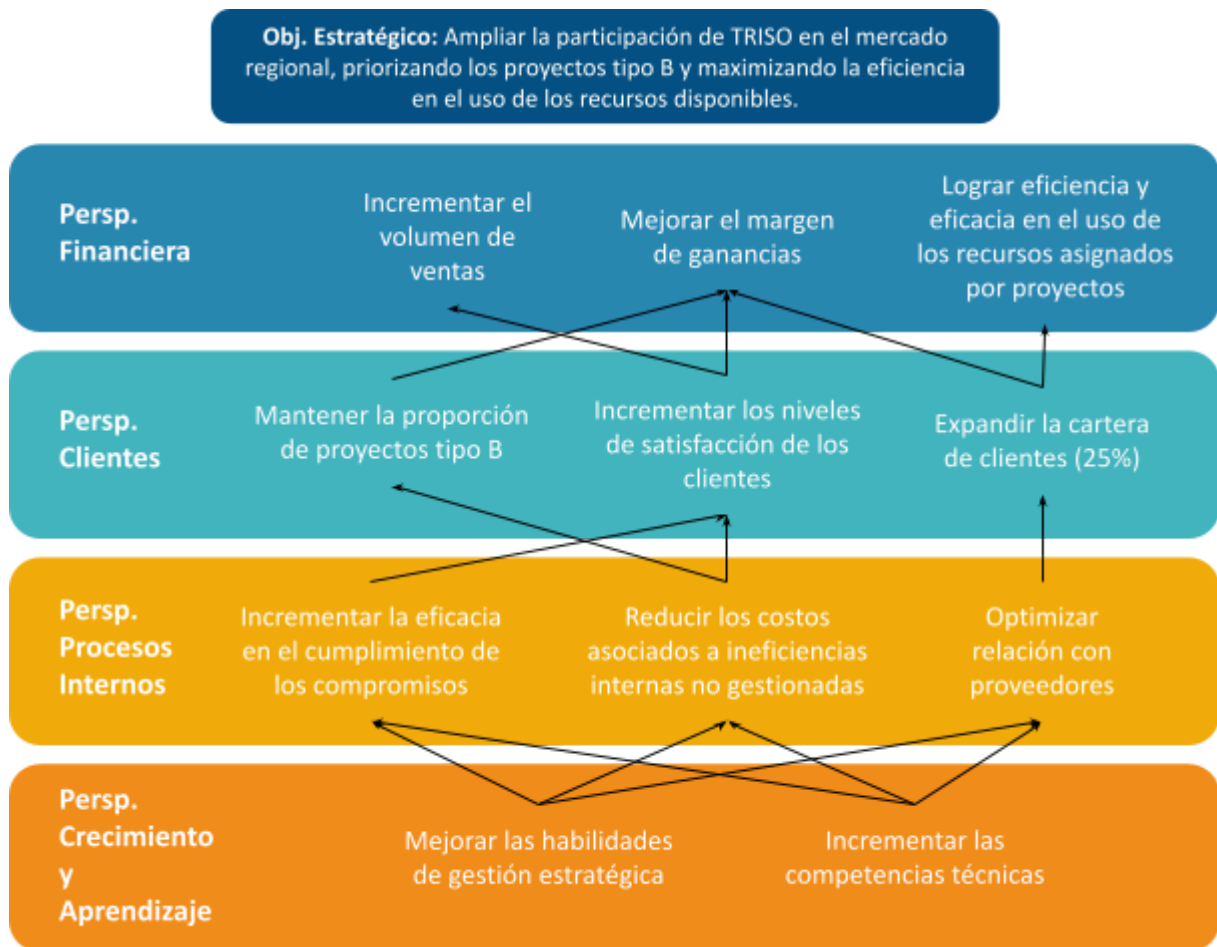 Obj. Estratégico: Ampliar la participación de TRISO en el mercado
regional, priorizando los proyectos tipo B y maximizando la eficiencia
en el uso de los recursos disponibles.
Persp.
Financiera
Incrementar el
volumen de
ventas
Mejorar el margen
de ganancias
Lograr eficiencia y
eficacia en el uso de
los recursos asignados
por proyectos
Persp.
Clientes
Mantener la proporción
de proyectos tipo B
Incrementar los niveles
de satisfacción de los
clientes
Expandir la cartera
de clientes (25%)
Persp.
Procesos
Internos
Incrementar la eficacia
en el cumplimiento de
los compromisos
Reducir los costos
asociados a ineficiencias
internas no gestionadas
Optimizar
relación con
proveedores
Persp.
Crecimiento
y
Aprendizaje
Mejorar las habilidades
de gestión estratégica
Incrementar las
competencias técnicas